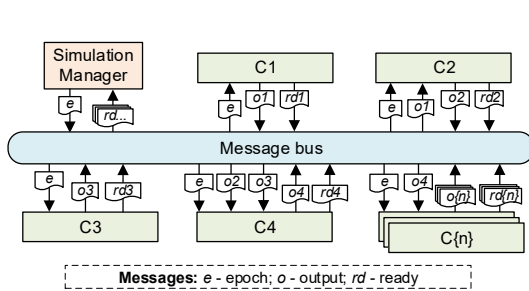 Simulation
Manager
C1
C2
e
rd...
e
o1
rd1
e
o1
o2
rd2
Message bus
e
o3
rd3
e
o2
o3
o4
rd4
e
o4
o{n}
rd{n}
C3
C4
C{n}
Messages: e - epoch; o - output; rd - ready